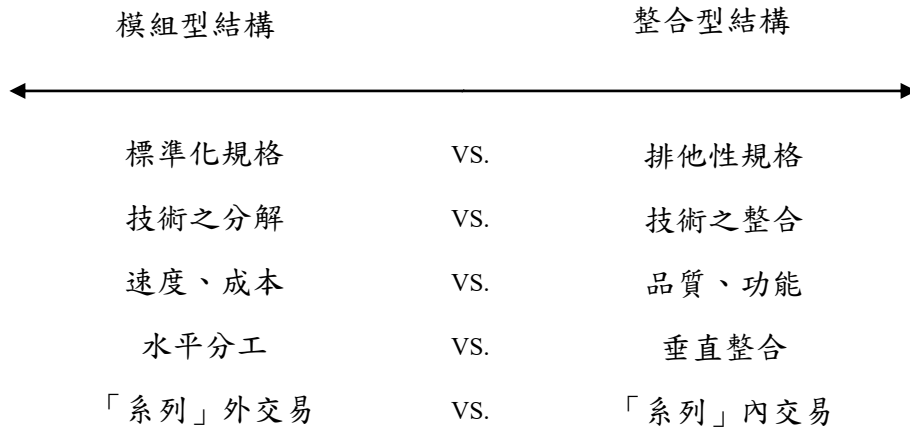 模組型結構 整合型結構
標準化規格 VS. 排他性規格
技術之分解 VS. 技術之整合
速度、成本 VS. 品質、功能
水平分工 VS. 垂直整合
「系列」外交易 VS. 「系列」內交易